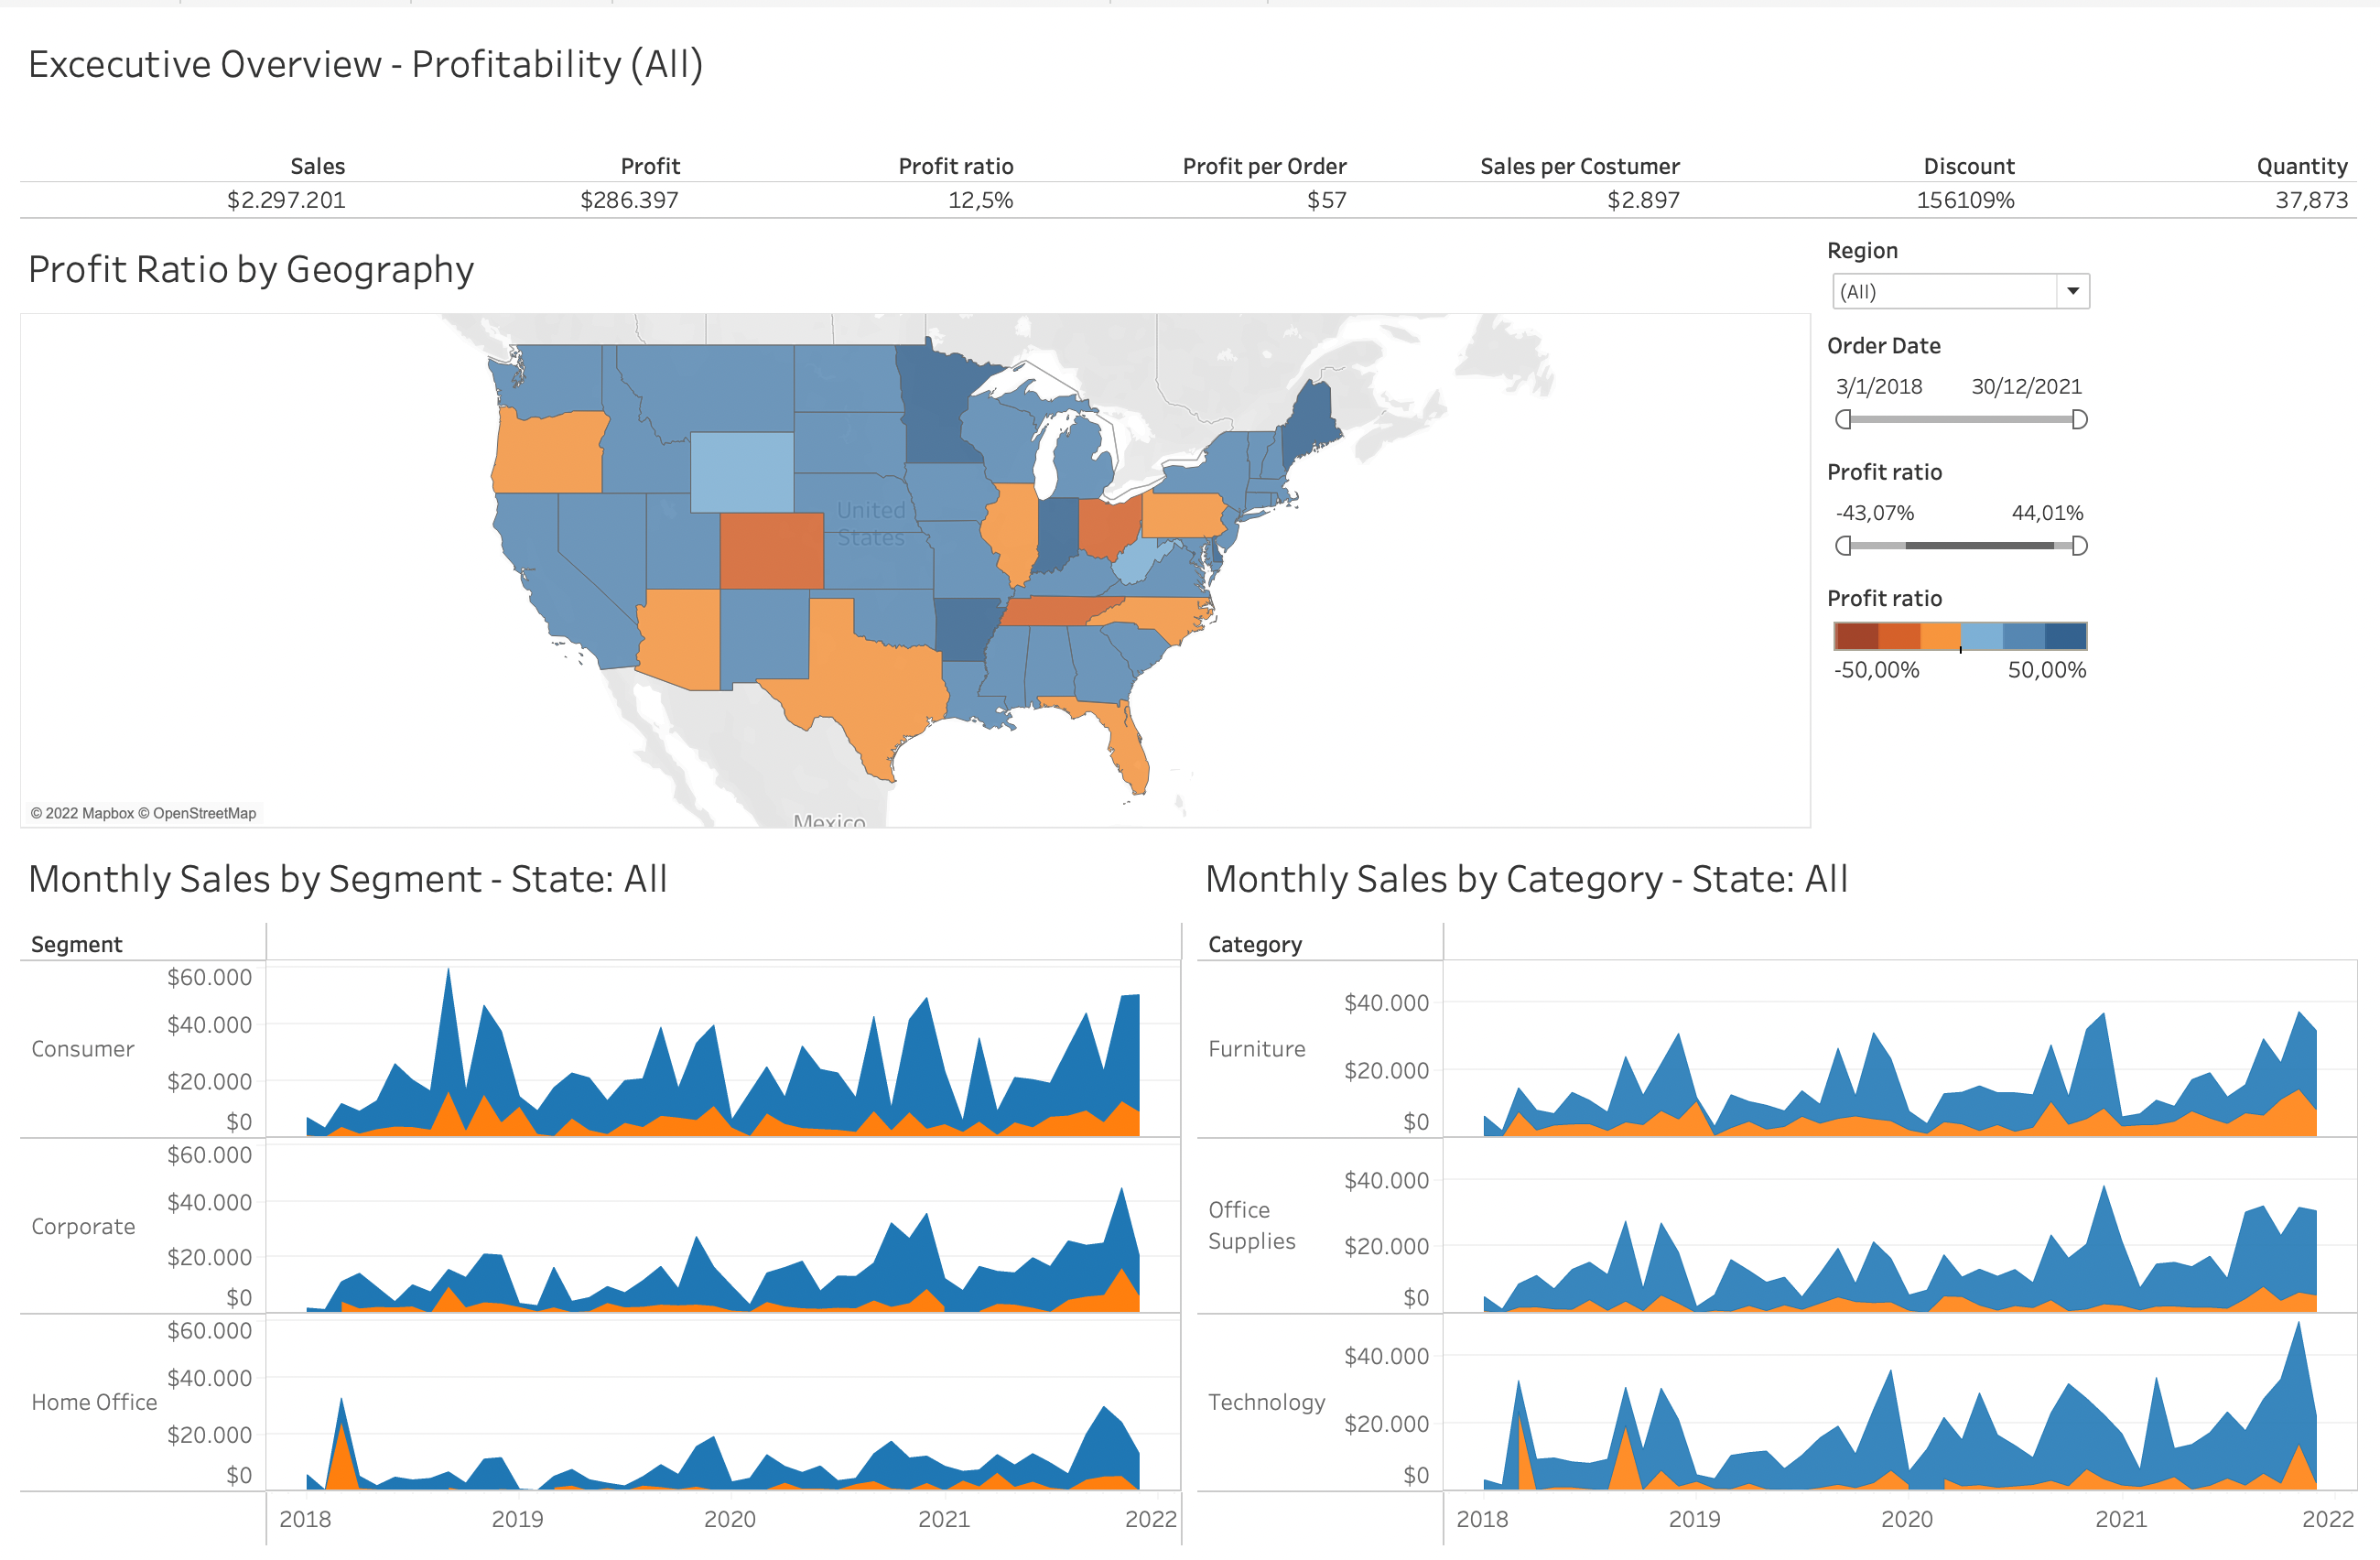 Excecutive Overview - Profitability (All)
Sales Profit Profit ratio Profit per Order Sales per Costumer Discount Quantity
$2.297.201 $286.397 12,5% $57 $2.897 156109% 37,873
Profit Ratio by Geography
Region
(All)
Order Date
3/1/2018 30/12/2021
Profit ratio
-43,07% 44,01%
Profit ratio
-50,00% 50,00%
United
States
Mexico
© 2022 Mapbox © OpenStreetMap
Monthly Sales by Segment - State: All
Segment
Consumer
$60.000
$40.000
$20.000
$0
Corporate
$60.000
$40.000
$20.000
$0
Home Office
$60.000
$40.000
$20.000
$0
2018 2019 2020 2021 2022
Monthly Sales by Category - State: All
Category
Furniture
$40.000
$20.000
$0
Office
Supplies
$40.000
$20.000
$0
Technology
$40.000
$20.000
$0
2018 2019 2020 2021 2022